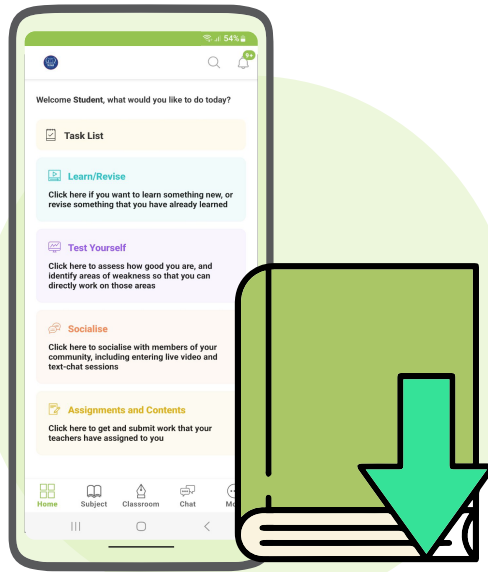 54%
9+
Welcome Student, what would you like to do today?
Task List
Learn/Revise
Click here if you want to learn something new, or
revise something that you have already learned
Test Yourself
Click here to assess how good you are, and
identify areas of weakness so that you can
directly work on those areas
Socialise
Click here to socialise with members of your
community, including entering live video and
text-chat sessions
Assignments and Contents
Click here to get and submit work that your
teachers have assigned to you
Home Subject Classroom Chat